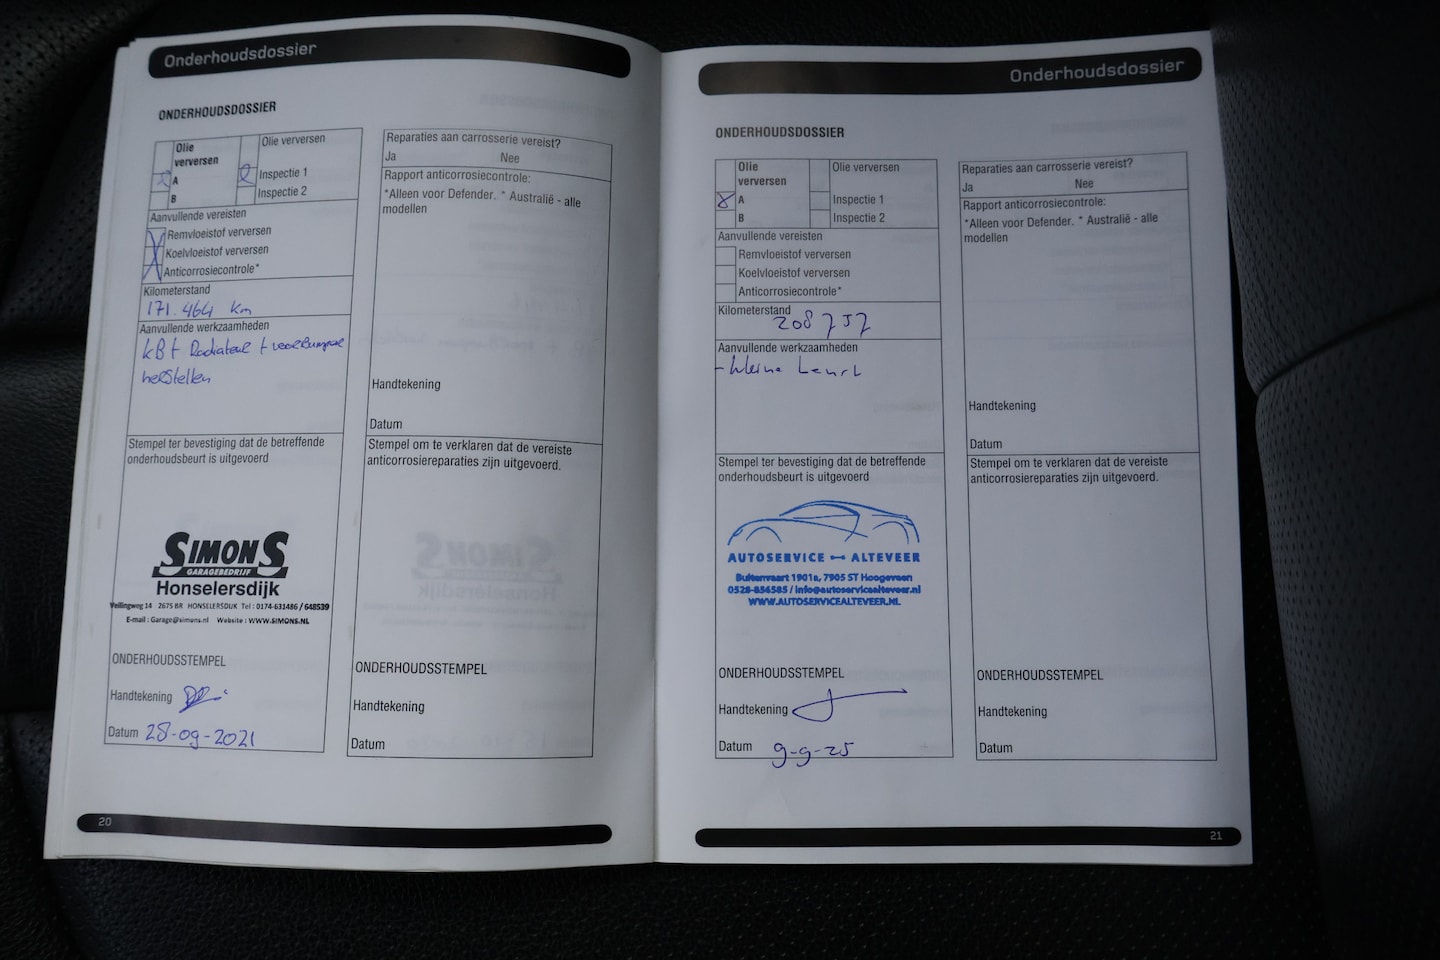 Onderhoudsdossier
ONDERHOUDSDOSSIER
Olie verversen
A
B
Olie verversen
Inspectie 1
Inspectie 2
Aanvullende vereisten
Remvloeistof verversen
Koelvloeistof verversen
Anticorrosiecontrole*
Kilometerstand
171.464 km
Aanvullende werkzaamheden
KB + Radiateur + voorbumper
herstellen
Stempel ter bevestiging dat de betreffende
onderhoudsbeurt is uitgevoerd
SIMONS
GARAGEBEDRIJF
Honselersdijk
Veilingweg 14 2675 BR HONSELERSDIJK Tel : 0174-631486 / 648539
E-mail : Garage@simons.nl Website : WWW.SIMONS.NL
ONDERHOUDSSTEMPEL
Handtekening
Datum 28-09-2021
Reparaties aan carrosserie vereist?
Ja Nee
Rapport anticorrosiecontrole:
*Alleen voor Defender. * Australië - alle
modellen
Handtekening
Datum
Stempel om te verklaren dat de vereiste
anticorrosiereparaties zijn uitgevoerd.
ONDERHOUDSSTEMPEL
Handtekening
Datum
20
Onderhoudsdossier
ONDERHOUDSDOSSIER
Olie verversen
A
B
Olie verversen
Inspectie 1
Inspectie 2
Aanvullende vereisten
Remvloeistof verversen
Koelvloeistof verversen
Anticorrosiecontrole*
Kilometerstand
208757
Aanvullende werkzaamheden
- kleine beurt
Stempel ter bevestiging dat de betreffende
onderhoudsbeurt is uitgevoerd
AUTOSERVICE ALTEVEER
Buitenvaart 1901a, 7905 ST Hoogeveen
0528-856585 / info@autoservicealteveer.nl
WWW.AUTOSERVICEALTEVEER.NL
ONDERHOUDSSTEMPEL
Handtekening
Datum 9-9-25
Reparaties aan carrosserie vereist?
Ja Nee
Rapport anticorrosiecontrole:
*Alleen voor Defender. * Australië - alle
modellen
Handtekening
Datum
Stempel om te verklaren dat de vereiste
anticorrosiereparaties zijn uitgevoerd.
ONDERHOUDSSTEMPEL
Handtekening
Datum
21